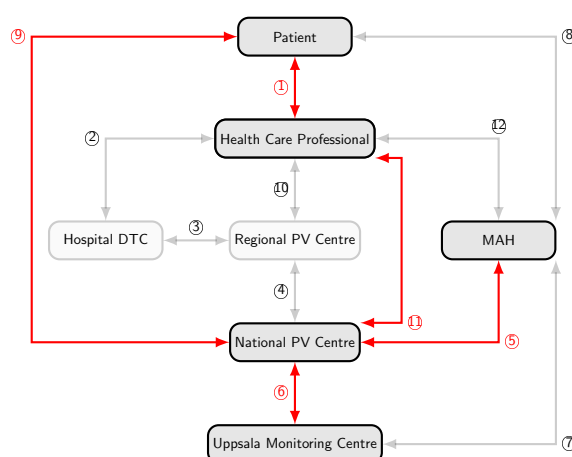 ⑨
Patient
⑧
①
②
Health Care Professional
⑫
⑩
Hospital DTC
③
Regional PV Centre
MAH
④
⑪
National PV Centre
⑤
⑥
Uppsala Monitoring Centre
⑦